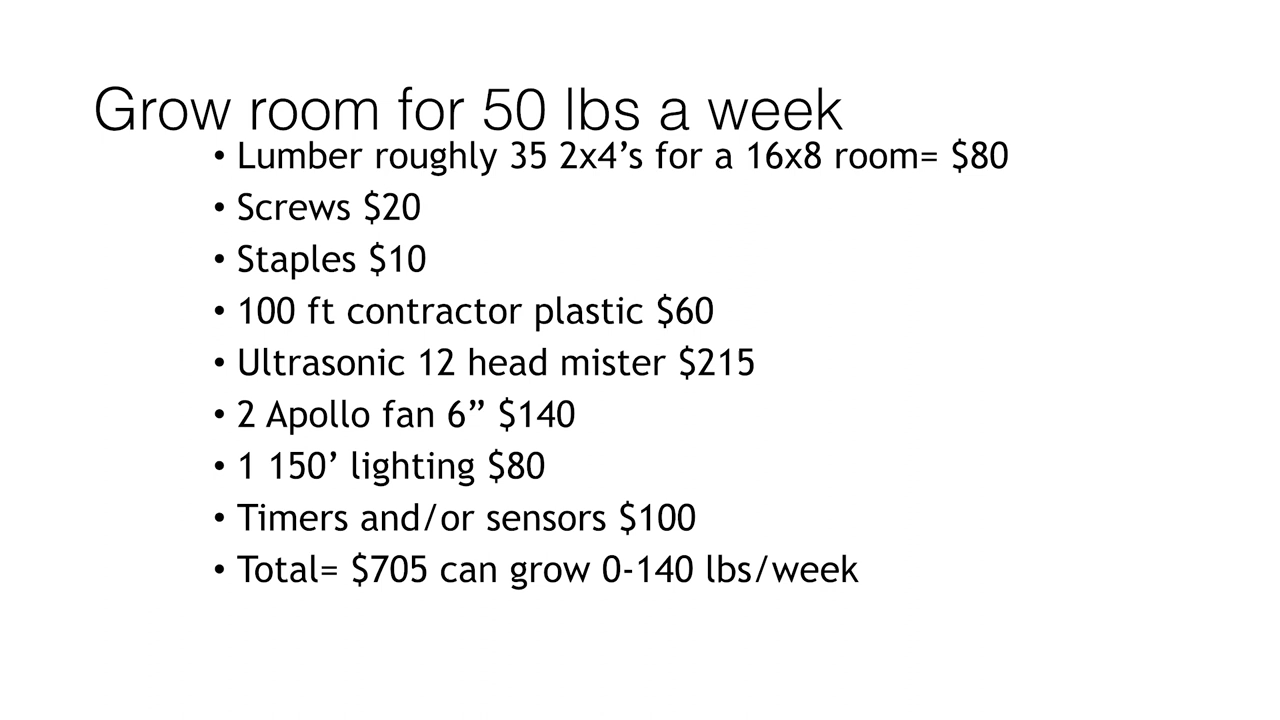 Grow room for 50 lbs a week
• Lumber roughly 35 2x4’s for a 16x8 room= $80
• Screws $20
• Staples $10
• 100 ft contractor plastic $60
• Ultrasonic 12 head mister $215
• 2 Apollo fan 6” $140
• 1 150’ lighting $80
• Timers and/or sensors $100
• Total= $705 can grow 0-140 lbs/week